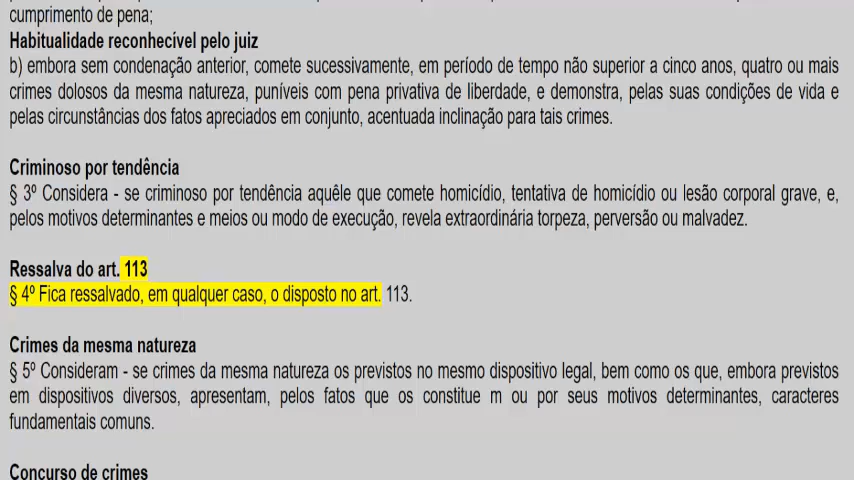 cumprimento de pena;
Habitualidade reconhecível pelo juiz
b) embora sem condenação anterior, comete sucessivamente, em período de tempo não superior a cinco anos, quatro ou mais
crimes dolosos da mesma natureza, puníveis com pena privativa de liberdade, e demonstra, pelas suas condições de vida e
pelas circunstâncias dos fatos apreciados em conjunto, acentuada inclinação para tais crimes.
Criminoso por tendência
§ 3º Considera - se criminoso por tendência aquêle que comete homicídio, tentativa de homicídio ou lesão corporal grave, e,
pelos motivos determinantes e meios ou modo de execução, revela extraordinária torpeza, perversão ou malvadez.
Ressalva do art. 113
§ 4º Fica ressalvado, em qualquer caso, o disposto no art. 113.
Crimes da mesma natureza
§ 5º Consideram - se crimes da mesma natureza os previstos no mesmo dispositivo legal, bem como os que, embora previstos
em dispositivos diversos, apresentam, pelos fatos que os constitue m ou por seus motivos determinantes, caracteres
fundamentais comuns.
Concurso de crimes